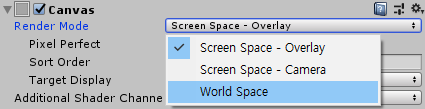 Canvas
Render Mode
Screen Space - Overlay
Pixel Perfect
Screen Space - Overlay
Sort Order
Screen Space - Camera
Target Display
World Space
Additional Shader Channe